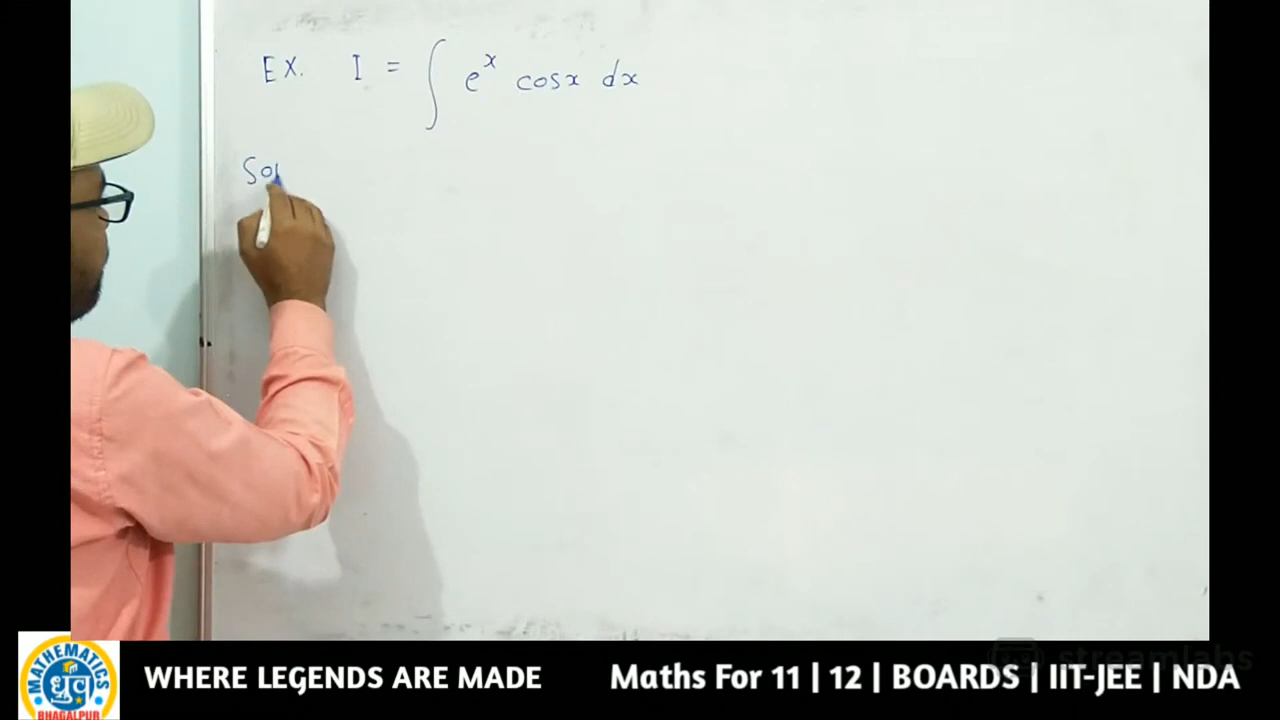 EX. I = ∫ e^x cosx dx
Sol
MATHEMATICS
ध्रुव
BHAGALPUR
WHERE LEGENDS ARE MADE
Maths For 11 | 12 | BOARDS | IIT-JEE | NDA
streamlabs